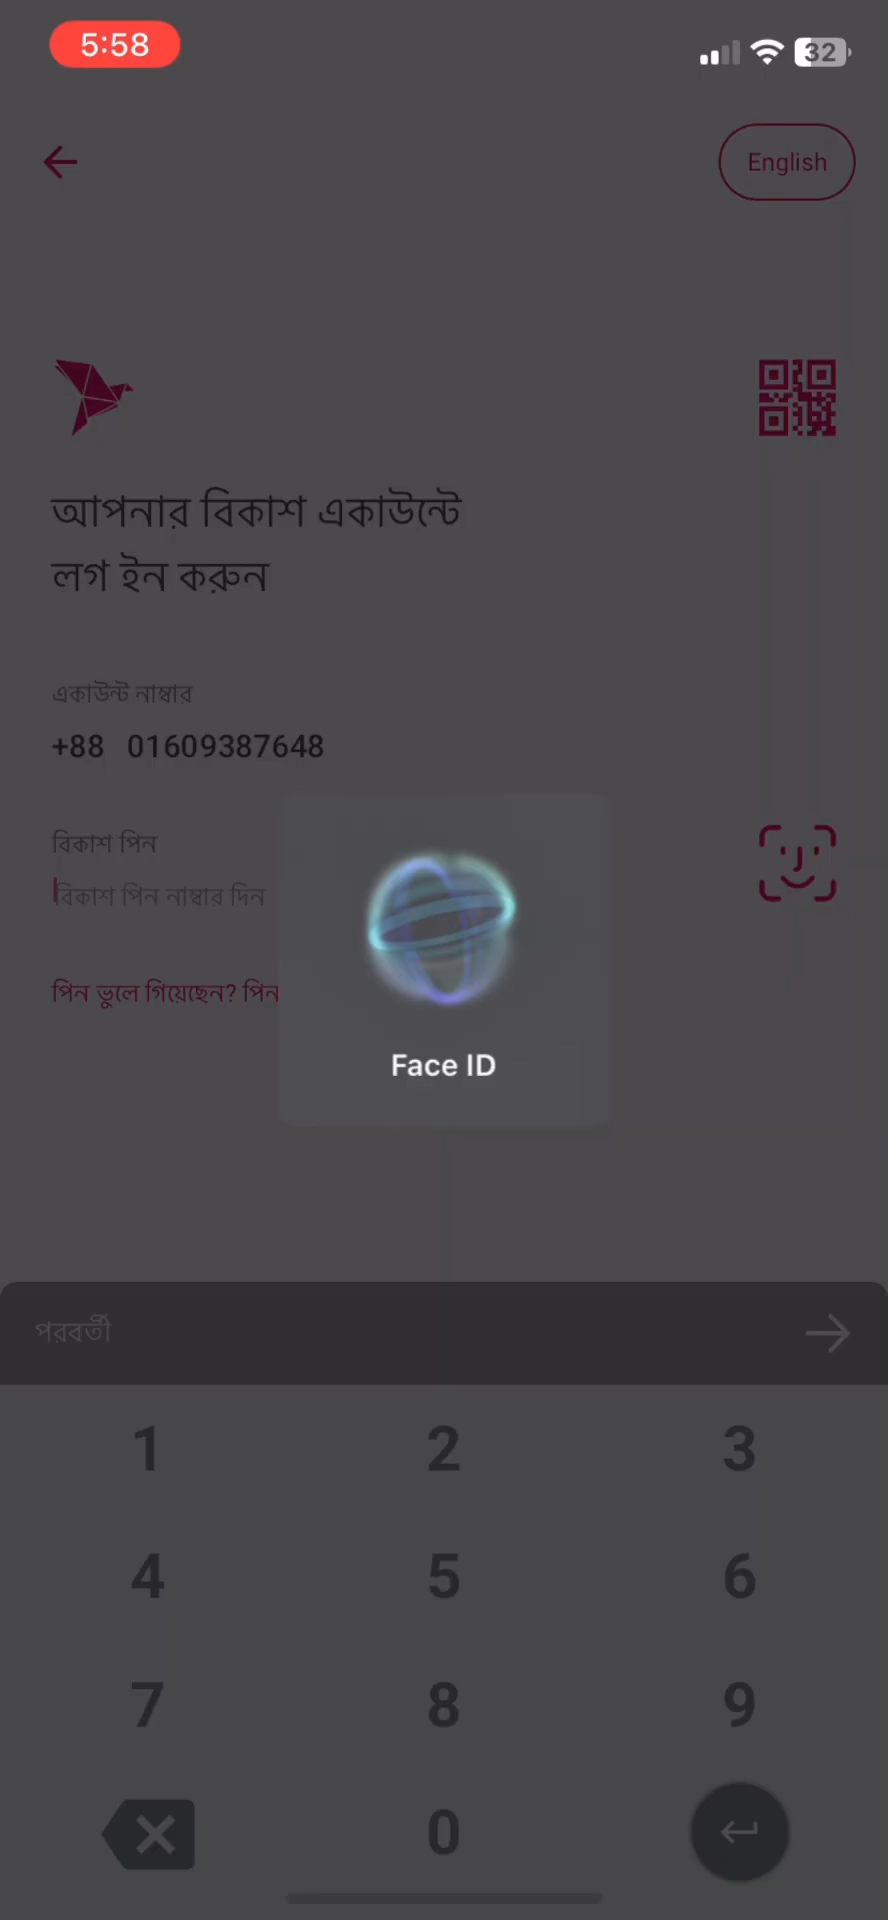 5:58
32
English
আপনার বিকাশ একাউন্টে
লগ ইন করুন
একাউন্ট নাম্বার
+88 01609387648
বিকাশ পিন
বিকাশ পিন নাম্বার দিন
পিন ভুলে গিয়েছেন? পিন
Face ID
পরবর্তী
1 2 3
4 5 6
7 8 9
0